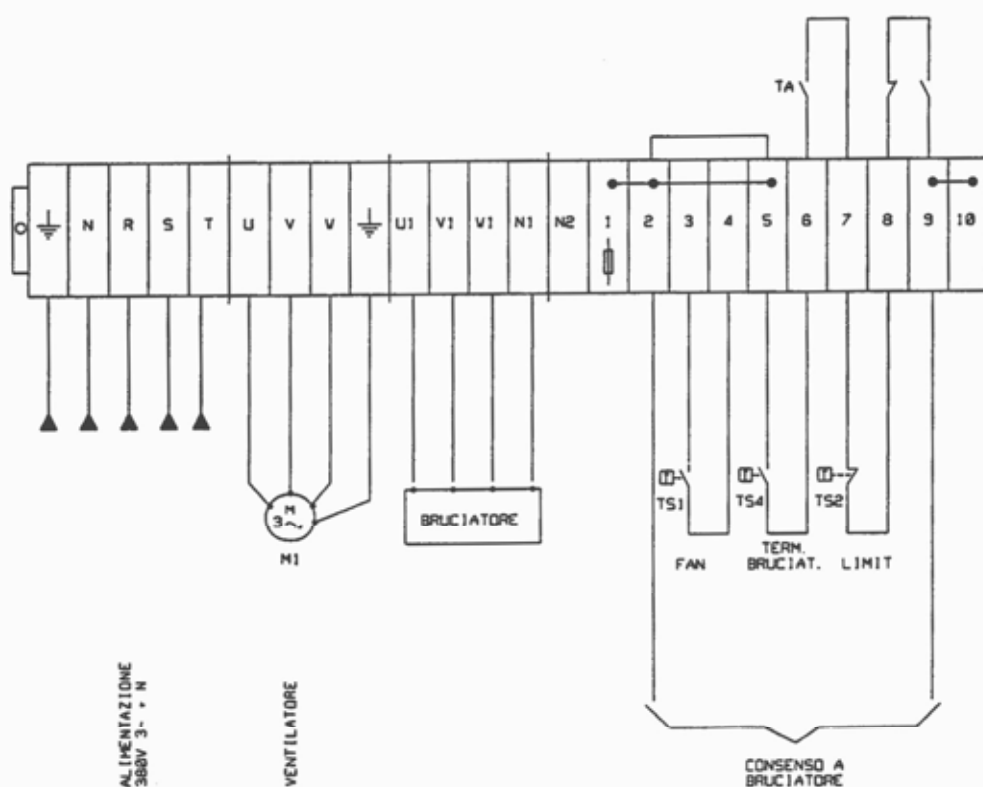 TA
N R S T U V W U1 V1 W1 N1 N2 1 2 3 4 5 6 7 8 9 10
TS1
TS4
TS2
BRUCIATORE
M
3~
M1
FAN
TERM.
BRUCIAT.
LIMIT
ALIMENTAZIONE
380V 3~ + N
VENTILATORE
CONSENSO A
BRUCIATORE